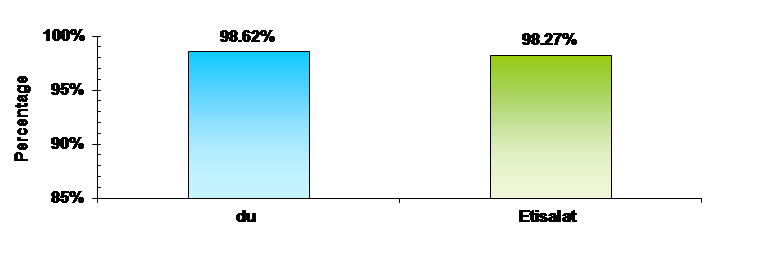 98.62%
98.27%
100%
95%
90%
85%
Percentage
du
Etisalat